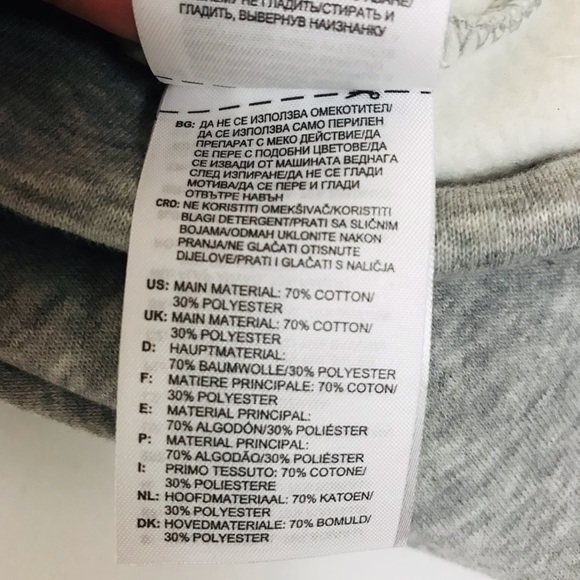 НЕ ГЛАДИТЬ/СТИРАТЬ И
ГЛАДИТЬ, ВЫВЕРНУВ НАИЗНАНКУ
BG: ДА НЕ СЕ ИЗПОЛЗВА ОМЕКОТИТЕЛ/
ДА СЕ ИЗПОЛЗВА САМО ПЕРИЛЕН
ПРЕПАРАТ С МЕКО ДЕЙСТВИЕ/ДА
СЕ ПЕРЕ С ПОДОБНИ ЦВЕТОВЕ/ДА
СЕ ИЗВАДИ ОТ МАШИНАТА ВЕДНАГА
СЛЕД ИЗПИРАНЕ/ДА НЕ СЕ ГЛАДИ
МОТИВА/ДА СЕ ПЕРЕ И ГЛАДИ
ОТВЪТРЕ НАВЪН
CRO: NE KORISTITI OMEKŠIVAČ/KORISTITI
BLAGI DETERGENT/PRATI SA SLIČNIM
BOJAMA/ODMAH UKLONITE NAKON
PRANJA/NE GLAČATI OTISNUTE
DIJELOVE/PRATI I GLAČATI S NALIČJA
US: MAIN MATERIAL: 70% COTTON/
30% POLYESTER
UK: MAIN MATERIAL: 70% COTTON/
30% POLYESTER
D: HAUPTMATERIAL:
70% BAUMWOLLE/30% POLYESTER
F: MATIERE PRINCIPALE: 70% COTON/
30% POLYESTER
E: MATERIAL PRINCIPAL:
70% ALGODÓN/30% POLIÉSTER
P: MATERIAL PRINCIPAL:
70% ALGODÃO/30% POLIÉSTER
I: PRIMO TESSUTO: 70% COTONE/
30% POLIESTERE
NL: HOOFDMATERIAAL: 70% KATOEN/
30% POLYESTER
DK: HOVEDMATERIALE: 70% BOMULD/
30% POLYESTER